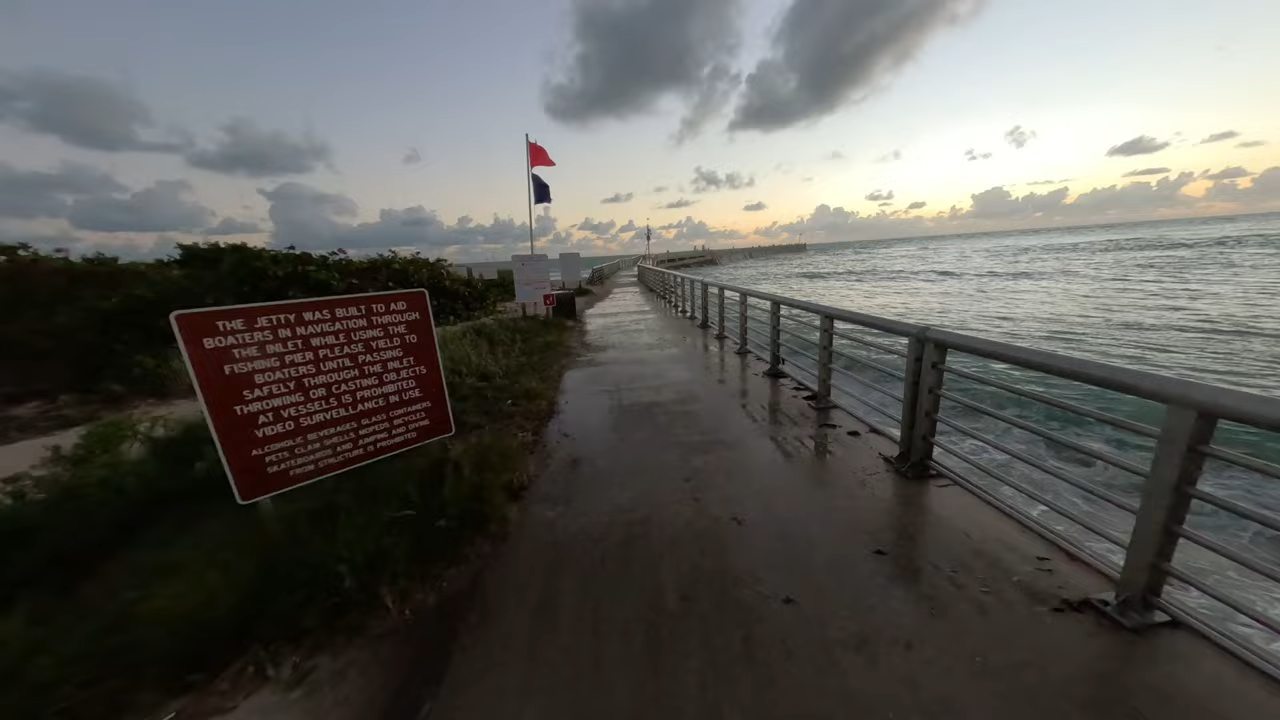 THE JETTY WAS BUILT TO AID
BOATERS IN NAVIGATION THROUGH
THE INLET. WHILE USING THE
FISHING PIER PLEASE YIELD TO
BOATERS UNTIL PASSING
SAFELY THROUGH THE INLET.
THROWING OR CASTING OBJECTS
AT VESSELS IS PROHIBITED.
VIDEO SURVEILLANCE IN USE.
ALCOHOLIC BEVERAGES GLASS CONTAINERS
PETS CLAM SHELLS MOPEDS BICYCLES
SKATEBOARDS AND JUMPING AND DIVING
FROM STRUCTURE IS PROHIBITED